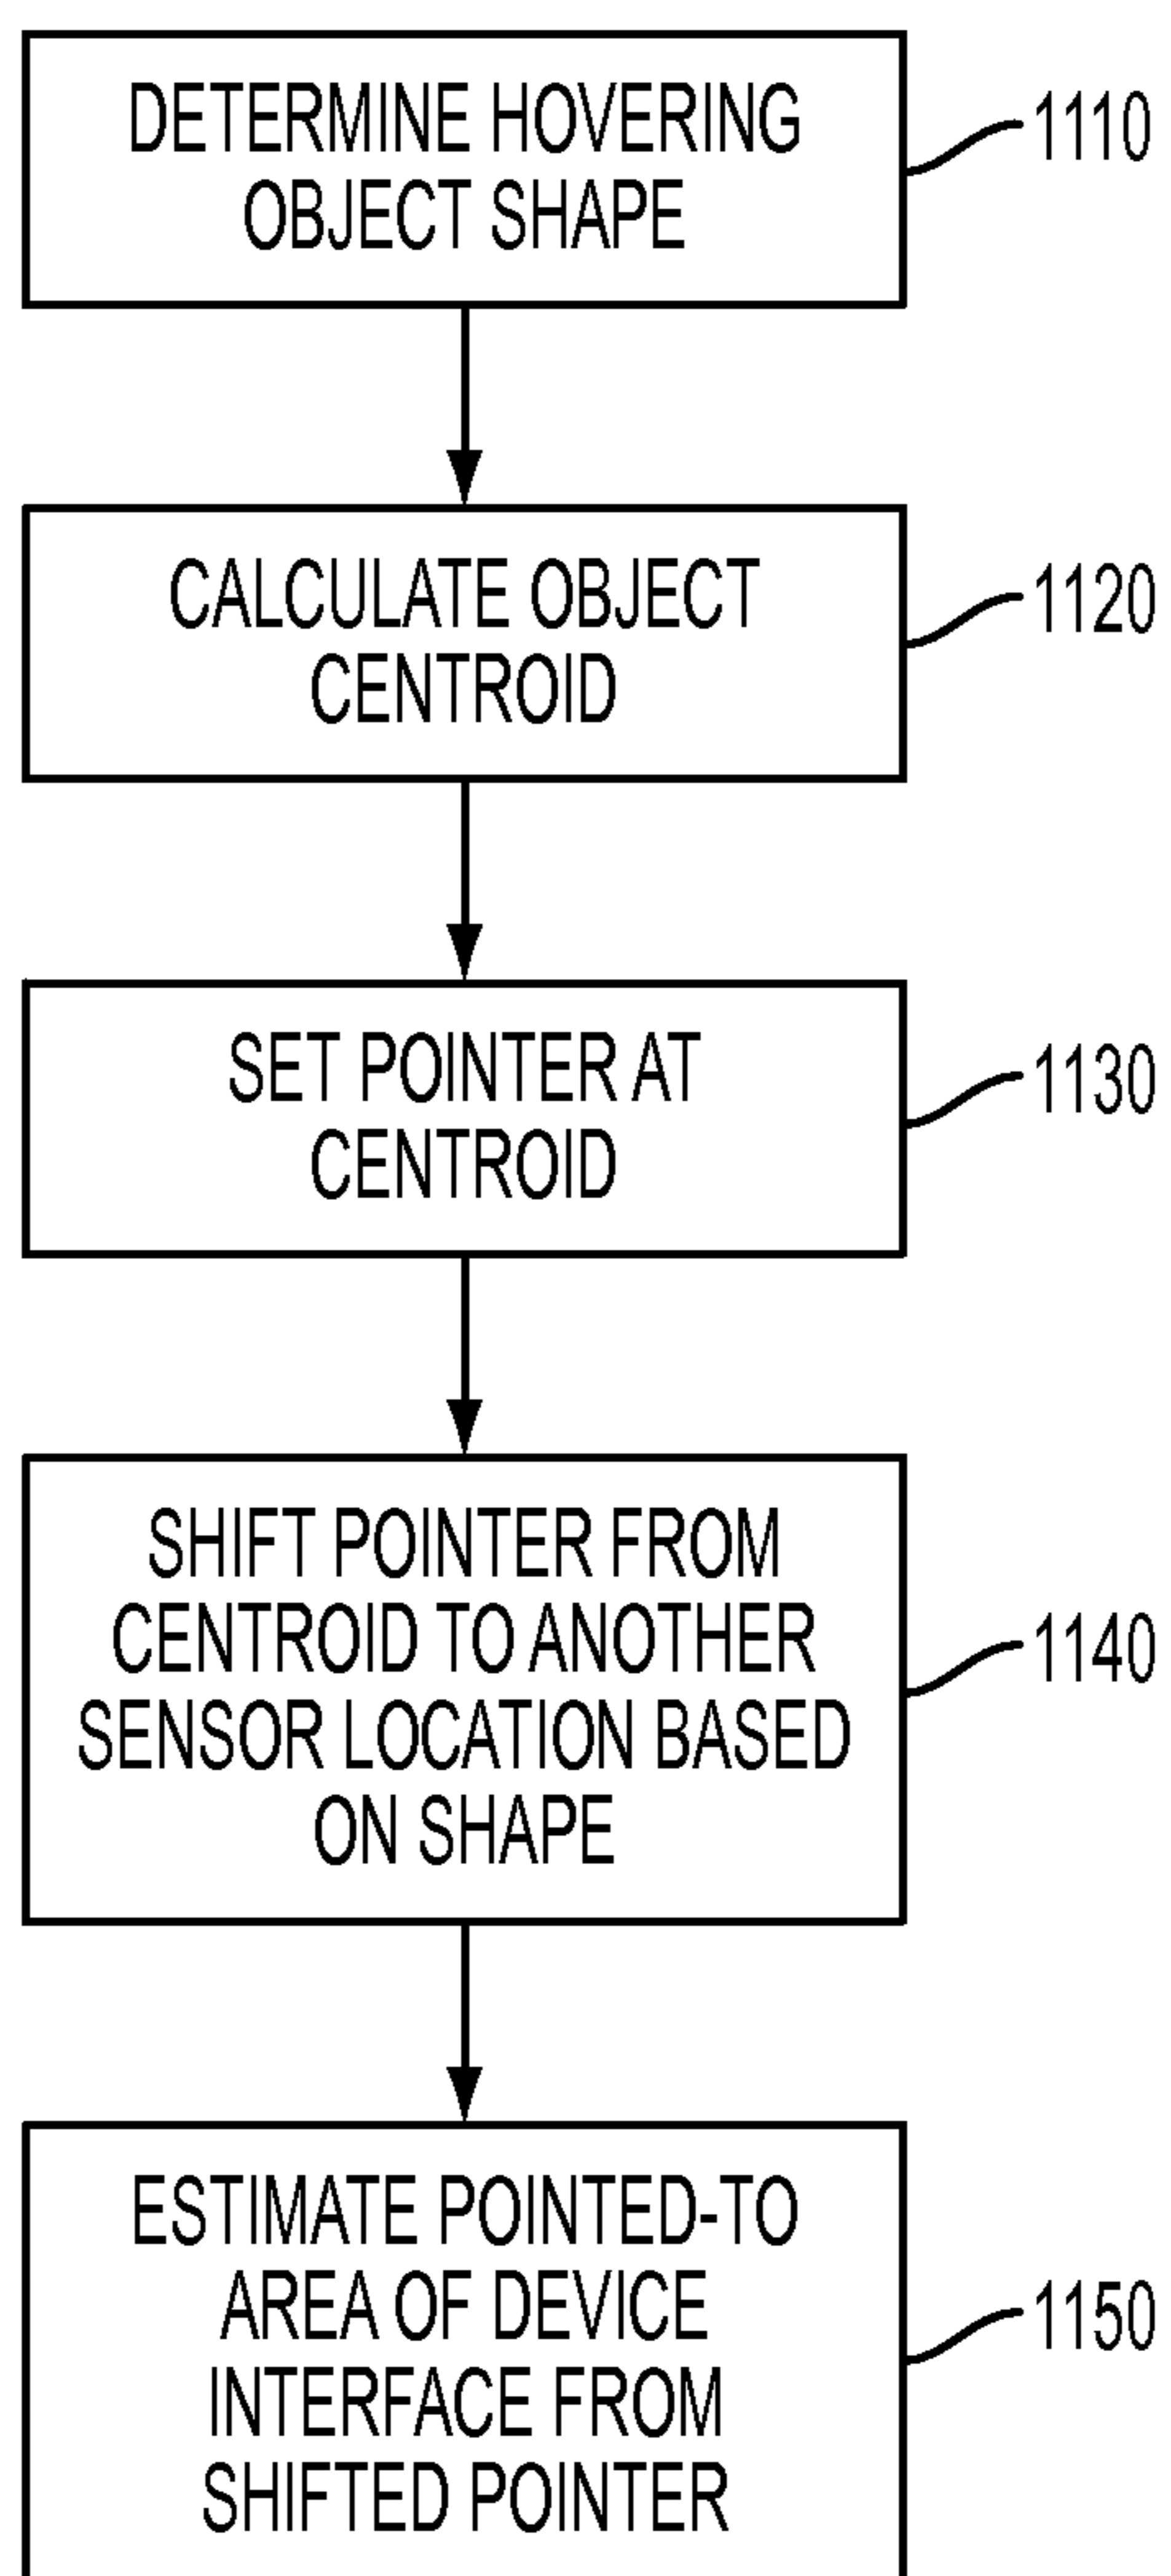 DETERMINE HOVERING
OBJECT SHAPE
1110
CALCULATE OBJECT
CENTROID
1120
SET POINTER AT
CENTROID
1130
SHIFT POINTER FROM
CENTROID TO ANOTHER
SENSOR LOCATION BASED
ON SHAPE
1140
ESTIMATE POINTED-TO
AREA OF DEVICE
INTERFACE FROM
SHIFTED POINTER
1150